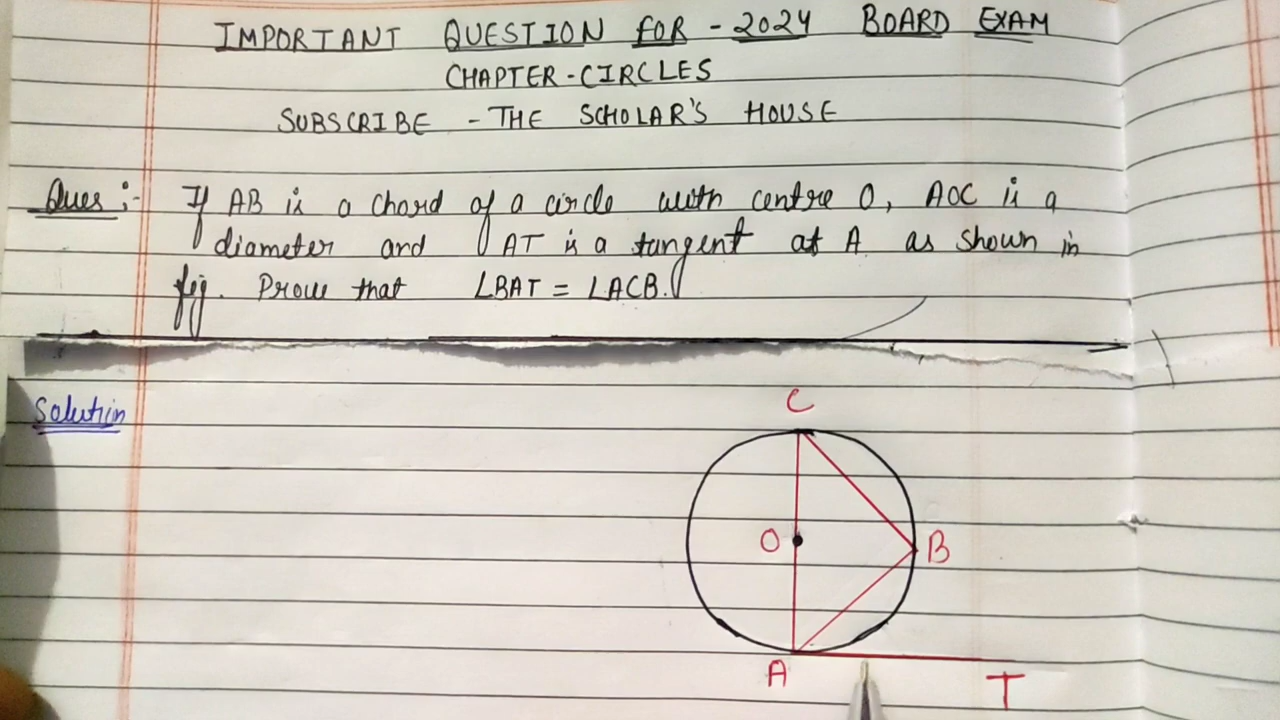 IMPORTANT QUESTION FOR - 2024 BOARD EXAM
CHAPTER - CIRCLES
SUBSCRIBE - THE SCHOLAR'S HOUSE
Ques :- If AB is a chord of a circle with centre O, AOC is a
diameter and AT is a tangent at A as shown in
fig. Prove that ∠BAT = ∠ACB.
Solution
C
O
B
A
T